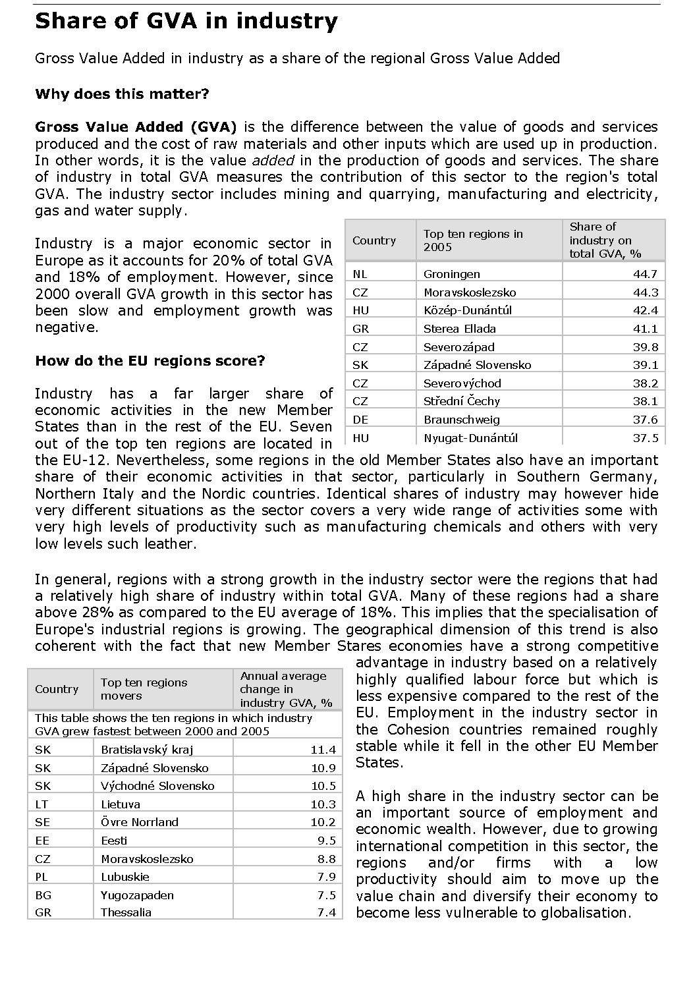 Share of GVA in industry
Gross Value Added in industry as a share of the regional Gross Value Added
Why does this matter?
Gross Value Added (GVA) is the difference between the value of goods and services
produced and the cost of raw materials and other inputs which are used up in production.
In other words, it is the value added in the production of goods and services. The share
of industry in total GVA measures the contribution of this sector to the region's total
GVA. The industry sector includes mining and quarrying, manufacturing and electricity,
gas and water supply.
Industry is a major economic sector in
Europe as it accounts for 20% of total GVA
and 18% of employment. However, since
2000 overall GVA growth in this sector has
been slow and employment growth was
negative.
Country Top ten regions in 2005 Share of industry on total GVA, %
NL Groningen 44.7
CZ Moravskoslezsko 44.3
HU Közép-Dunántúl 42.4
GR Sterea Ellada 41.1
CZ Severozápad 39.8
SK Západné Slovensko 39.1
CZ Severovýchod 38.2
CZ Střední Čechy 38.1
DE Braunschweig 37.6
HU Nyugat-Dunántúl 37.5
How do the EU regions score?
Industry has a far larger share of
economic activities in the new Member
States than in the rest of the EU. Seven
out of the top ten regions are located in
the EU-12. Nevertheless, some regions in the old Member States also have an important
share of their economic activities in that sector, particularly in Southern Germany,
Northern Italy and the Nordic countries. Identical shares of industry may however hide
very different situations as the sector covers a very wide range of activities some with
very high levels of productivity such as manufacturing chemicals and others with very
low levels such leather.
In general, regions with a strong growth in the industry sector were the regions that had
a relatively high share of industry within total GVA. Many of these regions had a share
above 28% as compared to the EU average of 18%. This implies that the specialisation of
Europe's industrial regions is growing. The geographical dimension of this trend is also
coherent with the fact that new Member Stares economies have a strong competitive
advantage in industry based on a relatively
highly qualified labour force but which is
less expensive compared to the rest of the
EU. Employment in the industry sector in
the Cohesion countries remained roughly
stable while it fell in the other EU Member
States.
Country Top ten regions movers Annual average change in industry GVA, %
This table shows the ten regions in which industry
GVA grew fastest between 2000 and 2005
SK Bratislavský kraj 11.4
SK Západné Slovensko 10.9
SK Východné Slovensko 10.5
LT Lietuva 10.3
SE Övre Norrland 10.2
EE Eesti 9.5
CZ Moravskoslezsko 8.8
PL Lubuskie 7.9
BG Yugozapaden 7.5
GR Thessalia 7.4
A high share in the industry sector can be
an important source of employment and
economic wealth. However, due to growing
international competition in this sector, the
regions and/or firms with a low
productivity should aim to move up the
value chain and diversify their economy to
become less vulnerable to globalisation.